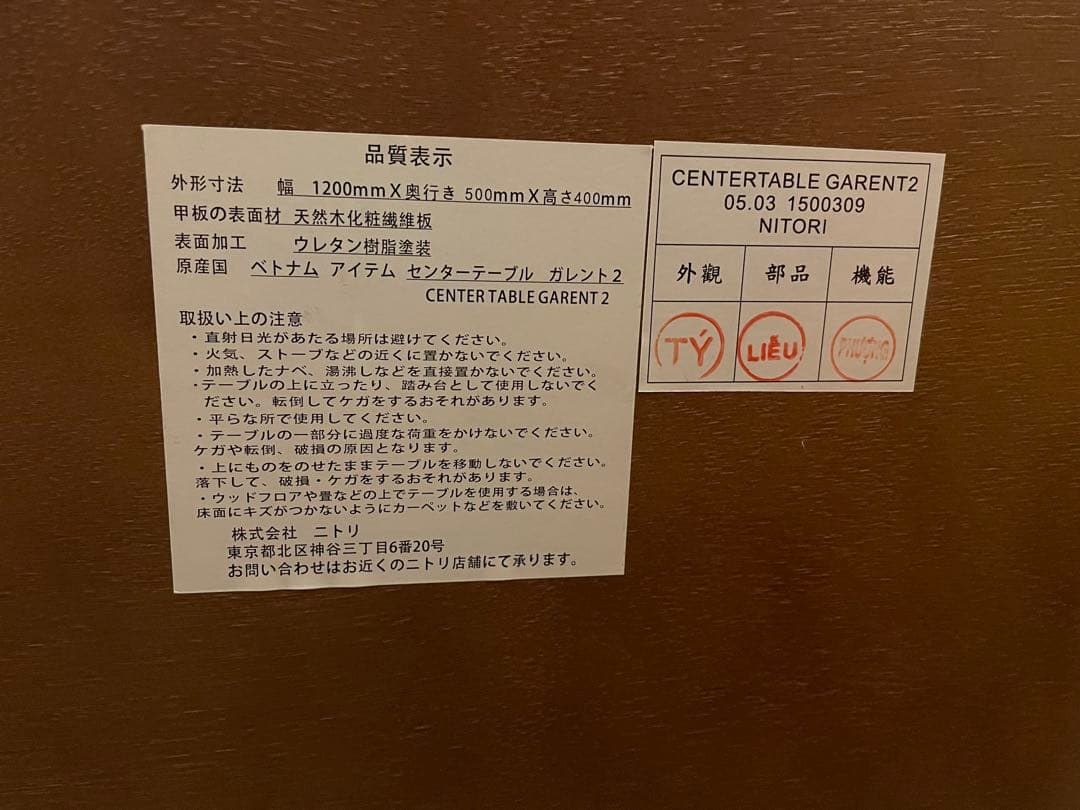 品質表示
外形寸法 幅 1200mmX奥行き 500mmX高さ400mm
甲板の表面材 天然木化粧繊維板
表面加工 ウレタン樹脂塗装
原産国 ベトナム アイテム センターテーブル ガレント2
CENTER TABLE GARENT 2
取扱い上の注意
・直射日光があたる場所は避けてください。
・火気、ストーブなどの近くに置かないでください。
・加熱したナベ、湯沸しなどを直接置かないでください。
・テーブルの上に立ったり、踏み台として使用しないでく
ださい。転倒してケガをするおそれがあります。
・平らな所で使用してください。
・テーブルの一部分に過度な荷重をかけないでください。
ケガや転倒、破損の原因となります。
・上にものをのせたままテーブルを移動しないでください。
落下して、破損・ケガをするおそれがあります。
・ウッドフロアや畳などの上でテーブルを使用する場合は、
床面にキズがつかないようにカーペットなどを敷いてください。
株式会社 ニトリ
東京都北区神谷三丁目6番20号
お問い合わせはお近くのニトリ店舗にて承ります。
CENTERTABLE GARENT2
05.03 1500309
NITORI
外觀 部品 機能
TÝ LIỄU PHƯỢNG